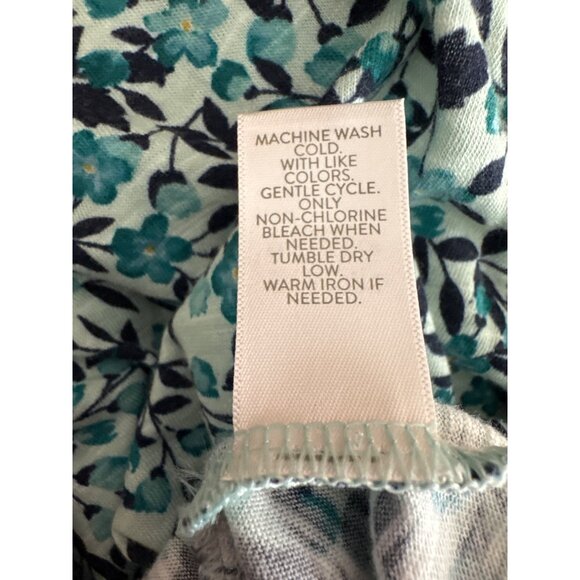 MACHINE WASH
COLD.
WITH LIKE
COLORS.
GENTLE CYCLE.
ONLY
NON-CHLORINE
BLEACH WHEN
NEEDED.
TUMBLE DRY
LOW.
WARM IRON IF
NEEDED.